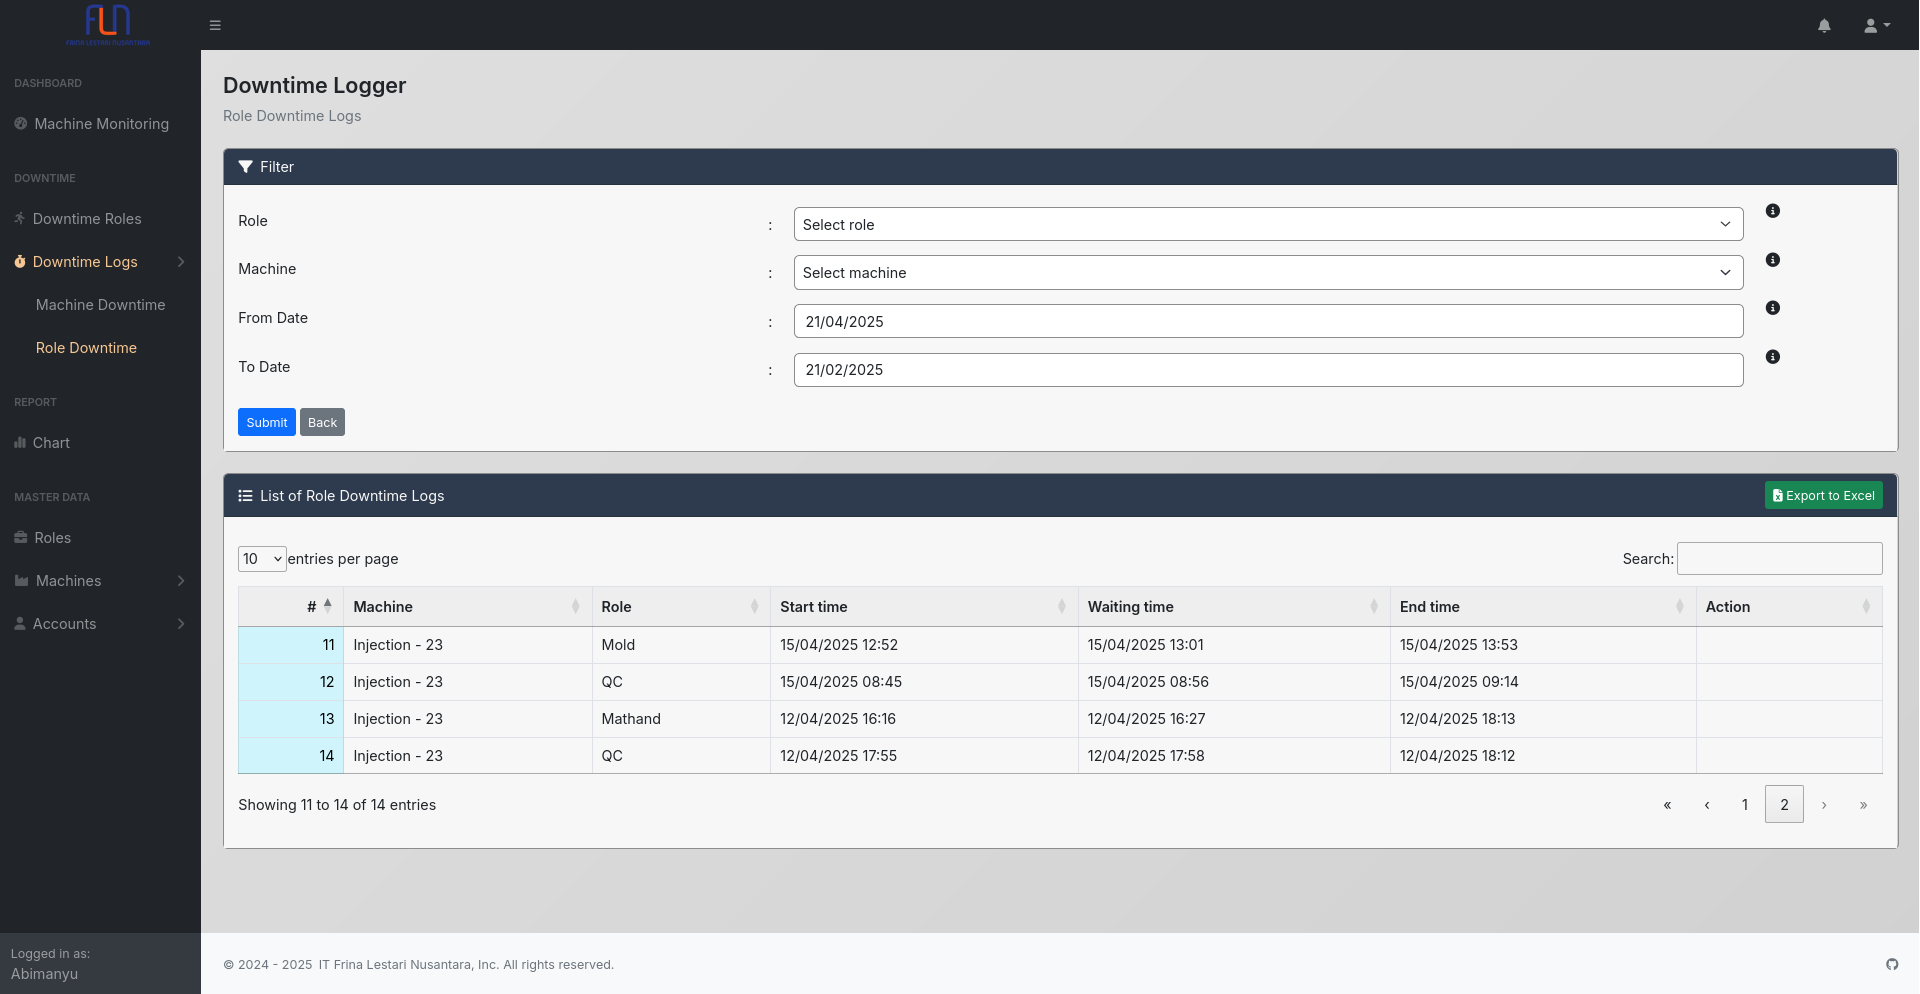 FLN
FRINA LESTARI NUSANTARA
DASHBOARD
Machine Monitoring
DOWNTIME
Downtime Roles
Downtime Logs
Machine Downtime
Role Downtime
REPORT
Chart
MASTER DATA
Roles
Machines
Accounts
Logged in as:
Abimanyu
Downtime Logger
Role Downtime Logs
Filter
Role : Select role
Machine : Select machine
From Date : 21/04/2025
To Date : 21/02/2025
Submit Back
List of Role Downtime Logs Export to Excel
10 entries per page Search:
# Machine Role Start time Waiting time End time Action
11 Injection - 23 Mold 15/04/2025 12:52 15/04/2025 13:01 15/04/2025 13:53
12 Injection - 23 QC 15/04/2025 08:45 15/04/2025 08:56 15/04/2025 09:14
13 Injection - 23 Mathand 12/04/2025 16:16 12/04/2025 16:27 12/04/2025 18:13
14 Injection - 23 QC 12/04/2025 17:55 12/04/2025 17:58 12/04/2025 18:12
Showing 11 to 14 of 14 entries « ‹ 1 2 › »
© 2024 - 2025 IT Frina Lestari Nusantara, Inc. All rights reserved.